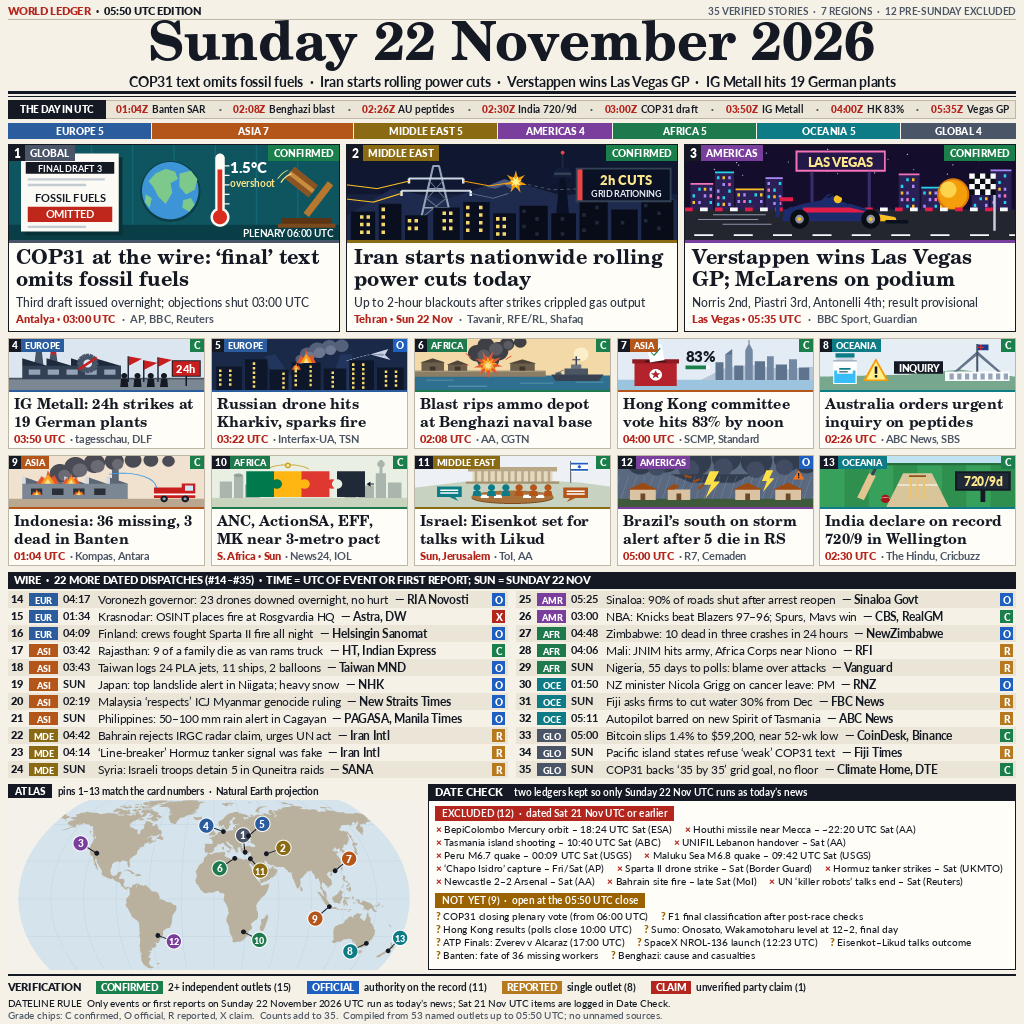 WORLD LEDGER · 05:50 UTC EDITION
35 VERIFIED STORIES · 7 REGIONS · 12 PRE-SUNDAY EXCLUDED
Sunday 22 November 2026
COP31 text omits fossil fuels · Iran starts rolling power cuts · Verstappen wins Las Vegas GP · IG Metall hits 19 German plants
THE DAY IN UTC 01:04Z Banten SAR · 02:08Z Benghazi blast · 02:26Z AU peptides · 02:30Z India 720/9d · 03:00Z COP31 draft · 03:50Z IG Metall · 04:00Z HK 83% · 05:35Z Vegas GP
EUROPE 5 ASIA 7 MIDDLE EAST 5 AMERICAS 4 AFRICA 5 OCEANIA 5 GLOBAL 4
1 GLOBAL CONFIRMED
FINAL DRAFT 3
FOSSIL FUELS
OMITTED
1.5°C
overshoot
PLENARY 06:00 UTC
COP31 at the wire: ‘final’ text
omits fossil fuels
Third draft issued overnight; objections shut 03:00 UTC
Antalya · 03:00 UTC · AP, BBC, Reuters
2 MIDDLE EAST CONFIRMED
2h CUTS
GRID RATIONING
Iran starts nationwide rolling
power cuts today
Up to 2-hour blackouts after strikes crippled gas output
Tehran · Sun 22 Nov · Tavanir, RFE/RL, Shafaq
3 AMERICAS CONFIRMED
LAS VEGAS
Verstappen wins Las Vegas
GP; McLarens on podium
Norris 2nd, Piastri 3rd, Antonelli 4th; result provisional
Las Vegas · 05:35 UTC · BBC Sport, Guardian
4 EUROPE C
24h
IG Metall: 24h strikes at
19 German plants
03:50 UTC · tagesschau, DLF
5 EUROPE O
Russian drone hits
Kharkiv, sparks fire
03:22 UTC · Interfax-UA, TSN
6 AFRICA C
Blast rips ammo depot
at Benghazi naval base
02:08 UTC · AA, CGTN
7 ASIA C
83%
Hong Kong committee
vote hits 83% by noon
04:00 UTC · SCMP, Standard
8 OCEANIA C
INQUIRY
Australia orders urgent
inquiry on peptides
02:26 UTC · ABC News, SBS
9 ASIA C
Indonesia: 36 missing, 3
dead in Banten
01:04 UTC · Kompas, Antara
10 AFRICA C
ANC, ActionSA, EFF,
MK near 3-metro pact
S. Africa · Sun · News24, IOL
11 MIDDLE EAST C
Israel: Eisenkot set for
talks with Likud
Sun, Jerusalem · ToI, AA
12 AMERICAS O
Brazil’s south on storm
alert after 5 die in RS
05:00 UTC · R7, Cemaden
13 OCEANIA C
720/9d
India declare on record
720/9 in Wellington
02:30 UTC · The Hindu, Cricbuzz
WIRE · 22 MORE DATED DISPATCHES (#14–#35) · TIME = UTC OF EVENT OR FIRST REPORT; SUN = SUNDAY 22 NOV
14 EUR 04:17 Voronezh governor: 23 drones downed overnight, no hurt — RIA Novosti O
15 EUR 01:34 Krasnodar: OSINT places fire at Rosgvardia HQ — Astra, DW X
16 EUR 04:09 Finland: crews fought Sparta II fire all night — Helsingin Sanomat O
17 ASI 03:42 Rajasthan: 9 of a family die as van rams truck — HT, Indian Express C
18 ASI 03:43 Taiwan logs 24 PLA jets, 11 ships, 2 balloons — Taiwan MND O
19 ASI SUN Japan: top landslide alert in Niigata; heavy snow — NHK O
20 ASI 02:19 Malaysia ‘respects’ ICJ Myanmar genocide ruling — New Straits Times O
21 ASI SUN Philippines: 50–100 mm rain alert in Cagayan — PAGASA, Manila Times O
22 MDE 04:42 Bahrain rejects IRGC radar claim, urges UN act — Iran Intl R
23 MDE 04:14 ‘Line-breaker’ Hormuz tanker signal was fake — Iran Intl R
24 MDE SUN Syria: Israeli troops detain 5 in Quneitra raids — SANA R
25 AMR 05:25 Sinaloa: 90% of roads shut after arrest reopen — Sinaloa Govt O
26 AMR 03:00 NBA: Knicks beat Blazers 97–96; Spurs, Mavs win — CBS, RealGM C
27 AFR 04:48 Zimbabwe: 10 dead in three crashes in 24 hours — NewZimbabwe O
28 AFR 04:06 Mali: JNIM hits army, Africa Corps near Niono — RFI R
29 AFR SUN Nigeria, 55 days to polls: blame over attacks — Vanguard R
30 OCE 01:50 NZ minister Nicola Grigg on cancer leave: PM — RNZ O
31 OCE SUN Fiji asks firms to cut water 30% from Dec — FBC News R
32 OCE 05:11 Autopilot barred on new Spirit of Tasmania — ABC News R
33 GLO 05:00 Bitcoin slips 1.4% to $59,200, near 52-wk low — CoinDesk, Binance C
34 GLO SUN Pacific island states refuse ‘weak’ COP31 text — Fiji Times R
35 GLO SUN COP31 backs ‘35 by 35’ grid goal, no floor — Climate Home, DTE C
ATLAS pins 1–13 match the card numbers · Natural Earth projection
3
4
5
1
2
7
6
11
9
12
10
8
13
DATE CHECK two ledgers kept so only Sunday 22 Nov UTC runs as today’s news
EXCLUDED (12) · dated Sat 21 Nov UTC or earlier
× BepiColombo Mercury orbit – 18:24 UTC Sat (ESA) × Houthi missile near Mecca – ~22:20 UTC Sat (AA)
× Tasmania island strikes – 10:40 UTC Sat (ABC) × UNIFIL Lebanon handover – Sat (AA)
× Peru M6.7 quake – 00:09 UTC Sat (USGS) × Maluku Sea M6.8 quake – 09:42 UTC Sat (USGS)
× ‘Chapo Isidro’ capture – Fri/Sat (AP) × Sparta II drone strike – Sat (Border Guard) × Hormuz tanker strikes – Sat (UKMTO)
× Newcastle 2–2 Arsenal – Sat (AA) × Bahrain site fire – late Sat (MoI) × UN ‘killer robots’ talks end – Sat (Reuters)
NOT YET (9) · open at the 05:50 UTC close
? COP31 closing plenary vote (from 06:00 UTC) ? F1 final classification after post-race checks
? Hong Kong results (polls close 10:00 UTC) ? Sumo: Onosato, Wakamotoharu level at 12–2, final day
? ATP Finals: Zverev v Alcaraz (17:00 UTC) ? SpaceX NROL-136 launch (12:23 UTC) ? Eisenkot–Likud talks outcome
? Banten: fate of 36 missing workers ? Benghazi: cause and casualties
VERIFICATION CONFIRMED 2+ independent outlets (15) OFFICIAL authority on the record (11) REPORTED single outlet (8) CLAIM unverified party claim (1)
DATELINE RULE Only events or first reports on Sunday 22 November 2026 UTC run as today’s news; Sat 21 Nov UTC items are logged in Date Check.
Grade chips: C confirmed, O official, R reported, X claim. Counts add to 35. Compiled from 53 named outlets up to 05:50 UTC; no unnamed sources.